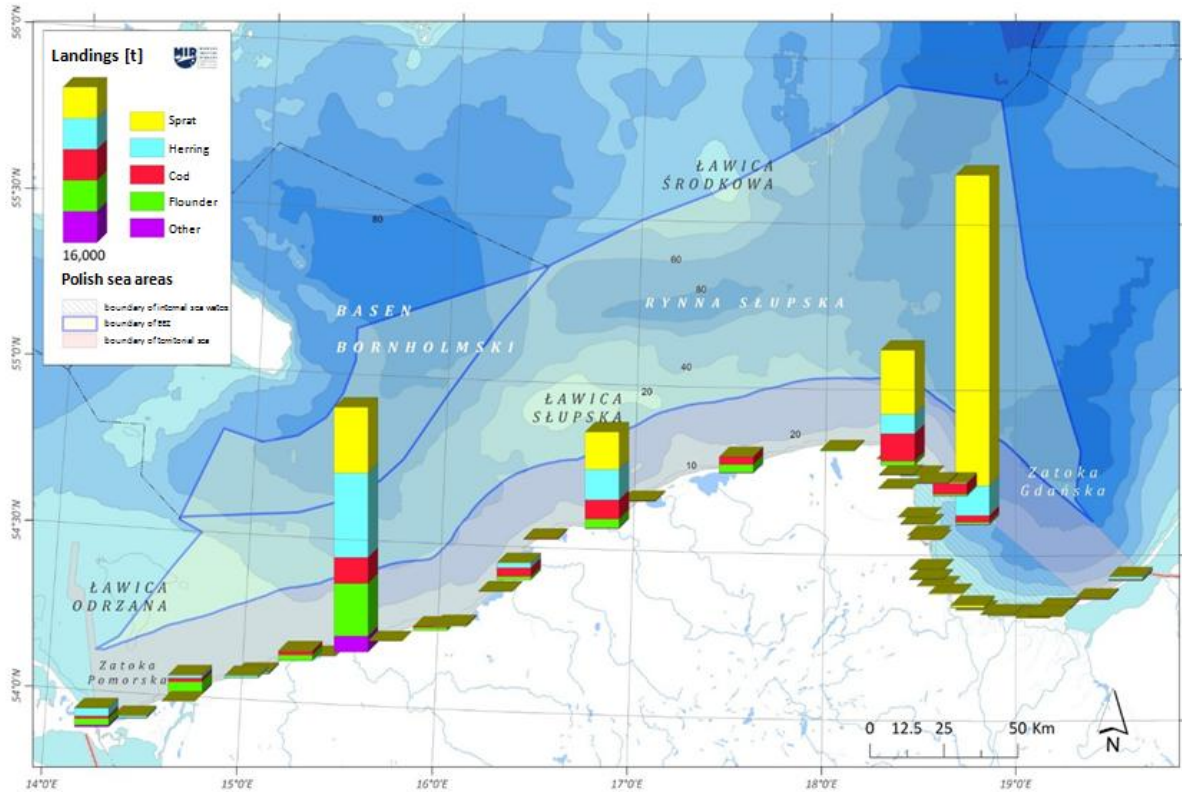 Landings [t]
MIR
Sprat
Herring
Cod
Flounder
Other
16,000
Polish sea areas
boundary of internal sea wates
boundary of EEZ
boundary of territorial sea
ŁAWICA
ŚRODKOWA
80
60
80
RYNNA SŁUPSKA
BASEN
BORNHOLMSKI
40
20
ŁAWICA
SŁUPSKA
20
10
Zatoka
Gdańska
ŁAWICA
ODRZANA
Zatoka
Pomorska
0 12.5 25 50 Km
N
56°0'N
55°30'N
55°0'N
54°30'N
54°0'N
14°0'E
15°0'E
16°0'E
17°0'E
18°0'E
19°0'E